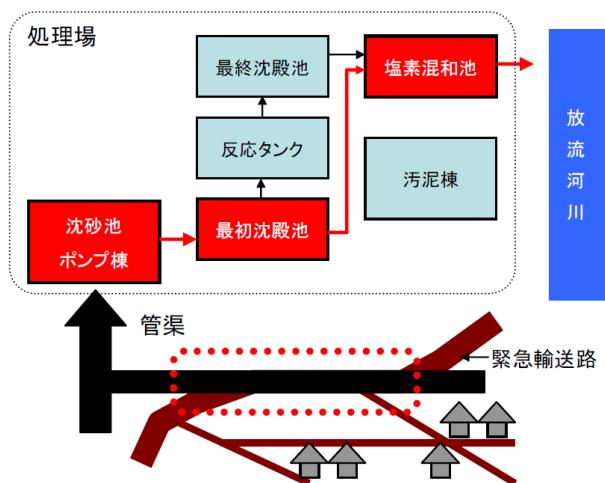 処理場
最終沈殿池
塩素混和池
反応タンク
汚泥棟
沈砂池
ポンプ棟
最初沈殿池
放流河川
管渠
緊急輸送路